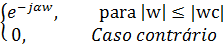 e^{-jαw},    para |w| ≤ |wc|
0,    Caso contrário